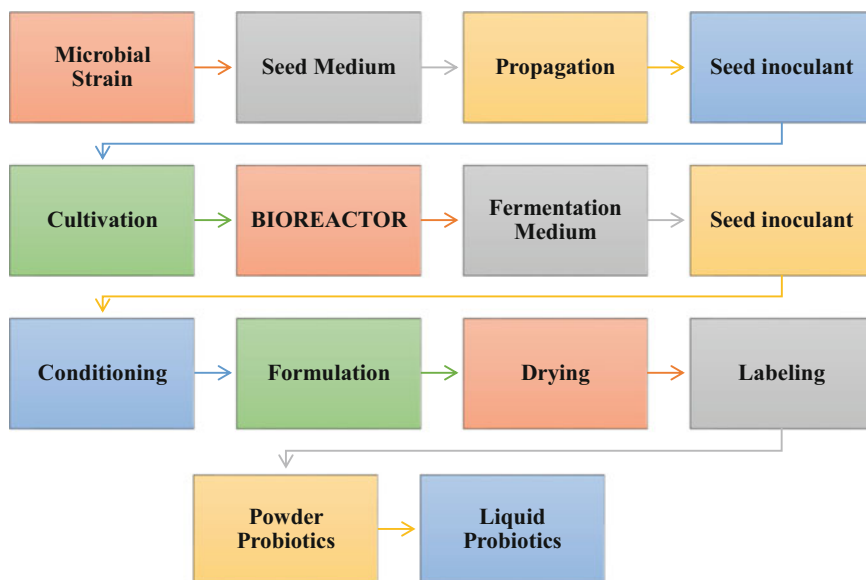 Microbial
Strain
Seed Medium
Propagation
Seed inoculant
Cultivation
BIOREACTOR
Fermentation
Medium
Seed inoculant
Conditioning
Formulation
Drying
Labeling
Powder
Probiotics
Liquid
Probiotics